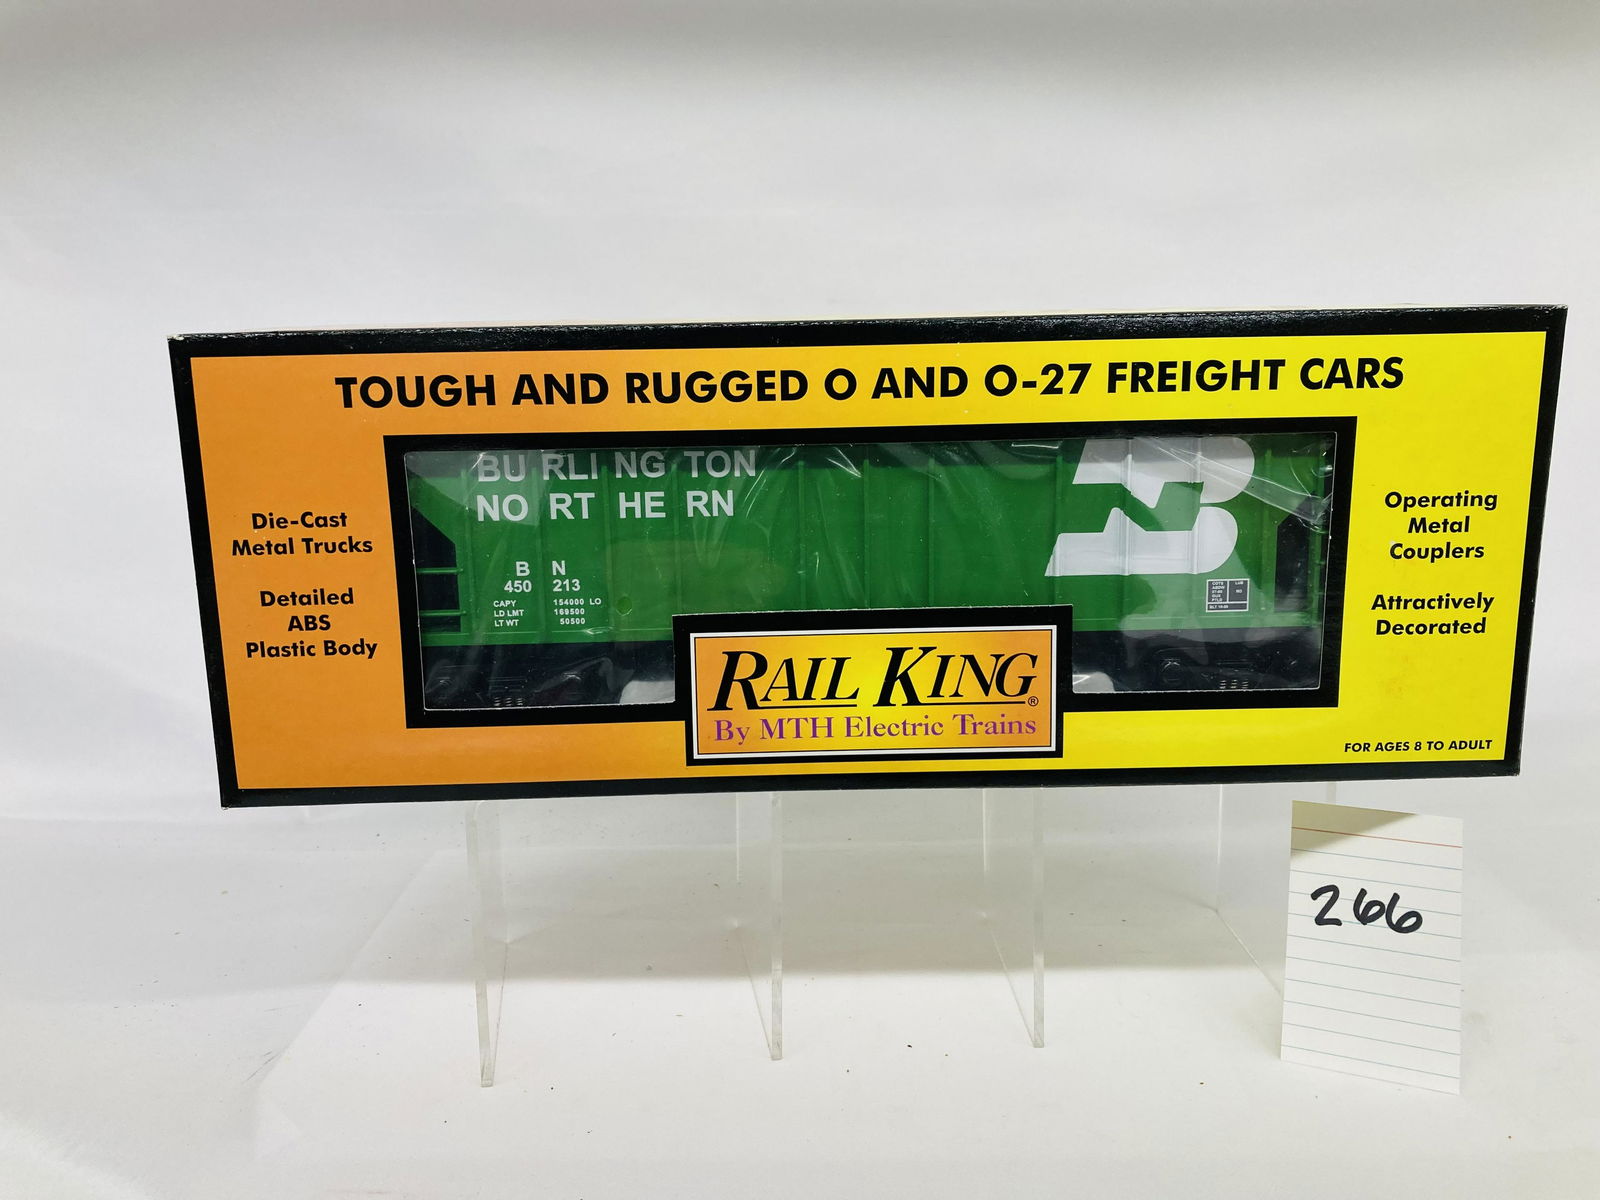 TOUGH AND RUGGED O AND O-27 FREIGHT CARS
Die-Cast
Metal Trucks
Detailed
ABS
Plastic Body
BURLINGTON
NORTHERN
BN
450 213
CAPY 154000 LO
LD LMT 169500
LT WT 50500
RAIL KING®
By MTH Electric Trains
Operating
Metal
Couplers
Attractively
Decorated
FOR AGES 8 TO ADULT
266